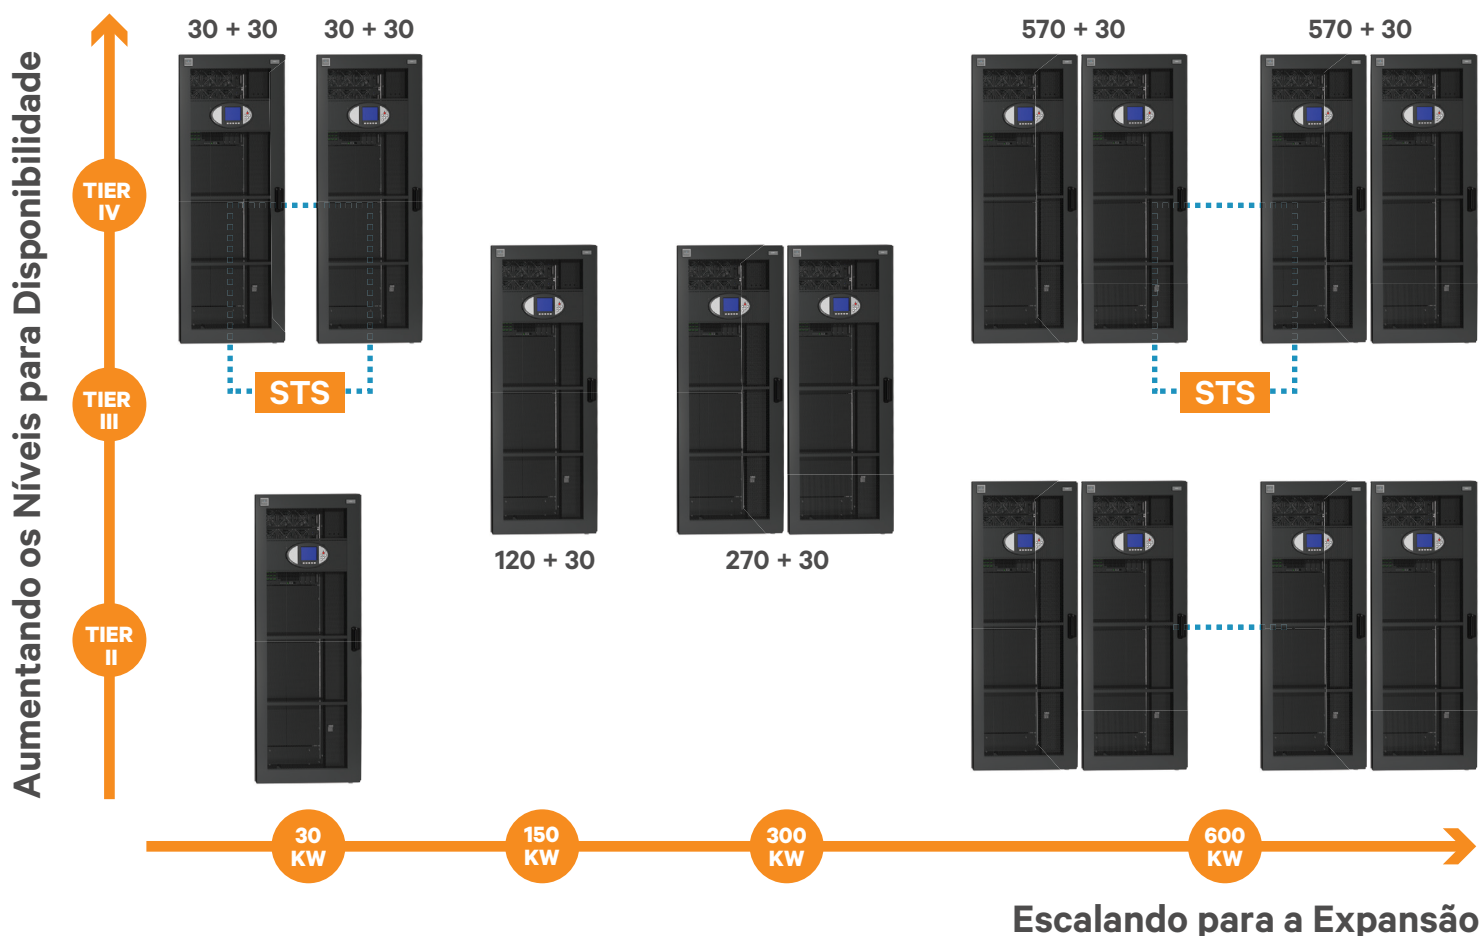 30 + 30
30 + 30
570 + 30
570 + 30
Aumentando os Níveis para Disponibilidade
TIER
IV
TIER
III
TIER
II
STS
STS
120 + 30
270 + 30
30
KW
150
KW
300
KW
600
KW
Escalando para a Expansão